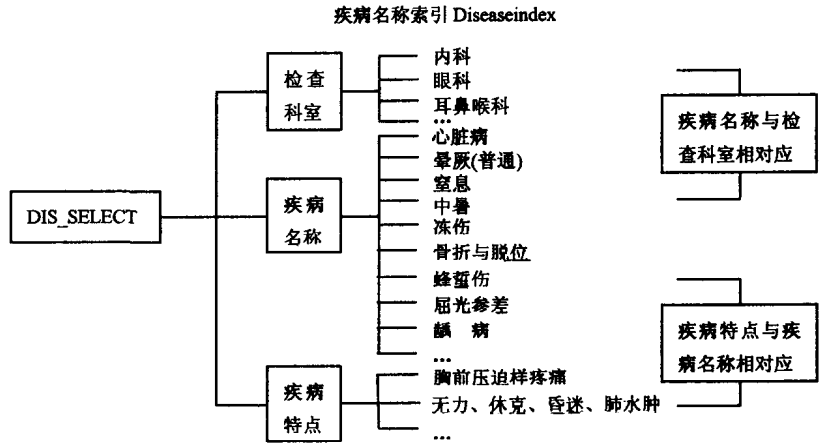 疾病名称索引 Diseaseindex
检查
科室
内科
眼科
耳鼻喉科
...
疾病名称与检
查科室相对应
DIS_SELECT
疾病
名称
心脏病
晕厥(普通)
窒息
中暑
冻伤
骨折与脱位
蜂蜇伤
屈光参差
龋 病
...
疾病特点与疾
病名称相对应
疾病
特点
胸前压迫样疼痛
无力、休克、昏迷、肺水肿
...